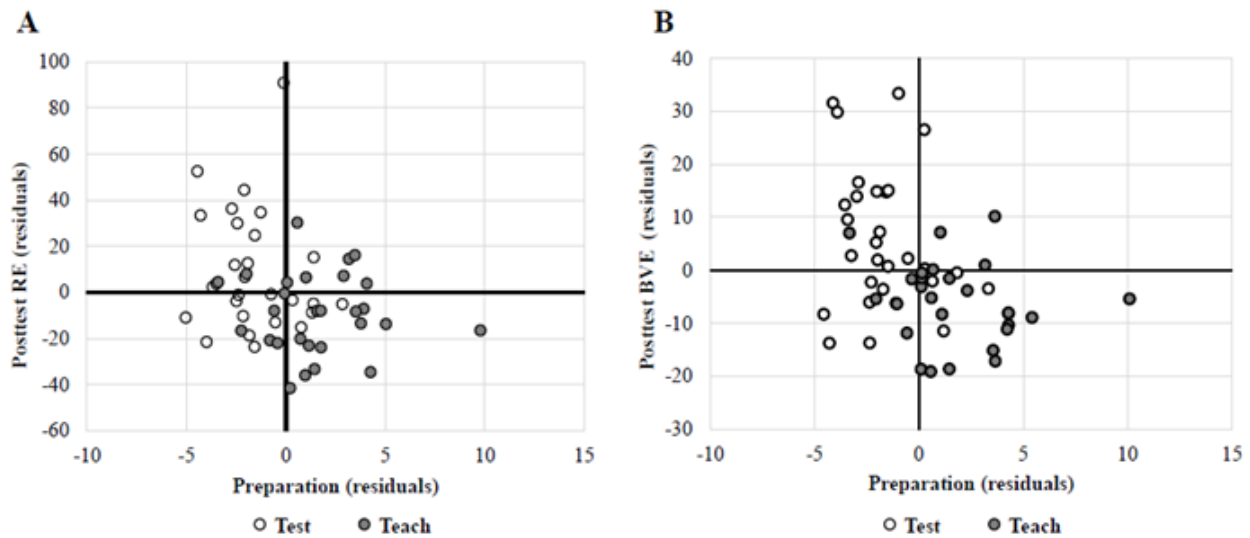 A
Posttest RE (residuals)
100
80
60
40
20
0
-20
-40
-60
-10
-5
0
5
10
15
Preparation (residuals)
Test
Teach
B
Posttest BVE (residuals)
40
30
20
10
0
-10
-20
-30
-10
-5
0
5
10
15
Preparation (residuals)
Test
Teach